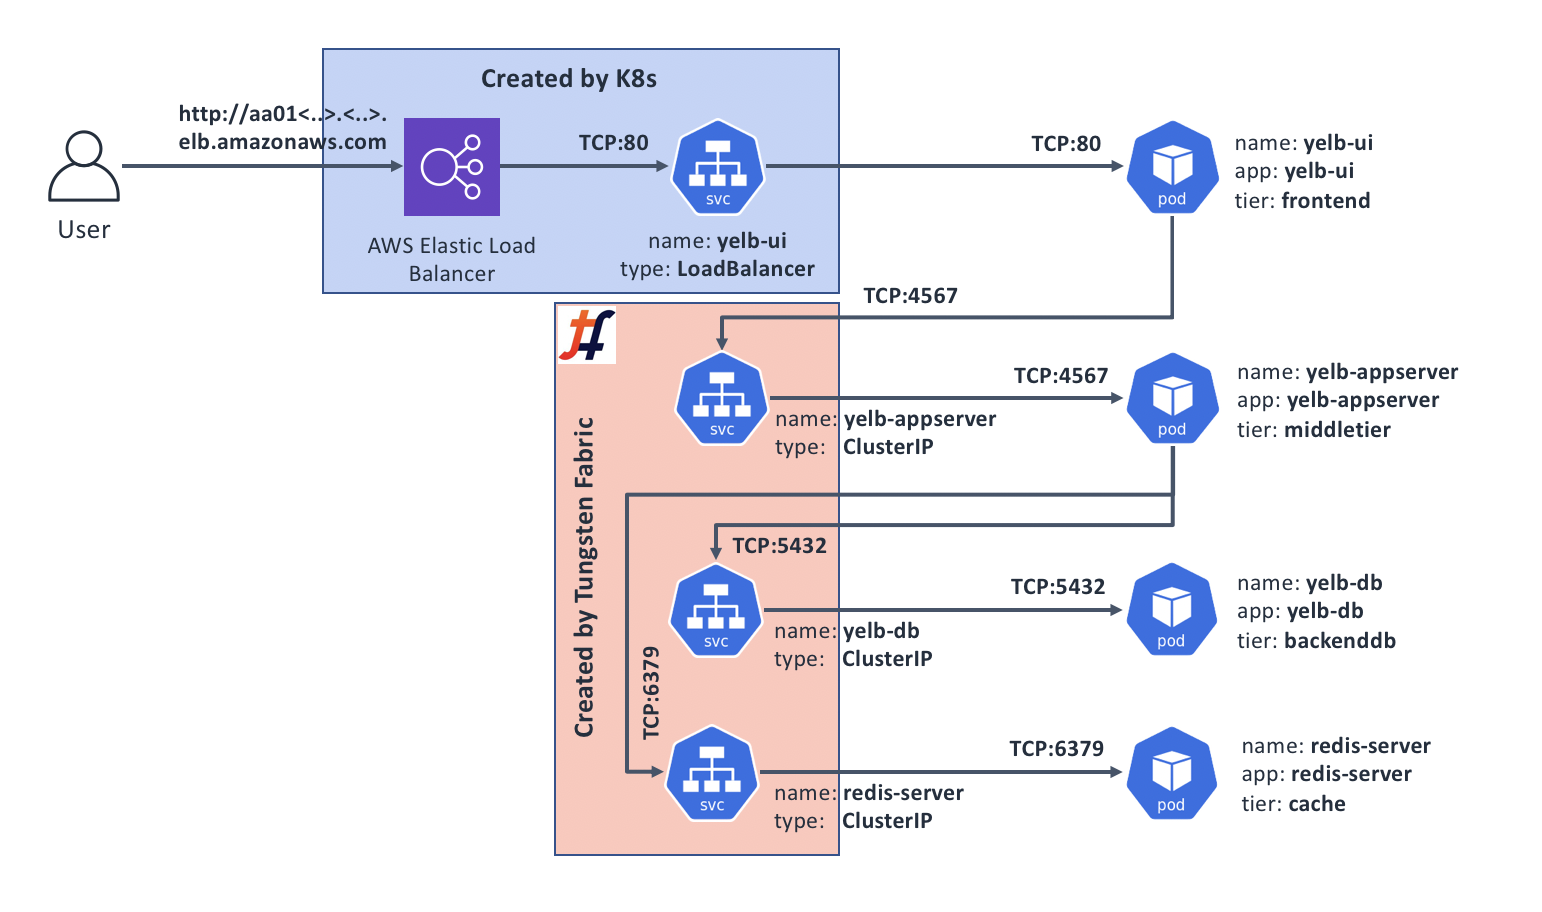 Created by K8s
http://aa01<..>.<..>.
elb.amazonaws.com
User
AWS Elastic Load
Balancer
TCP:80
svc
name: yelb-ui
type: LoadBalancer
TCP:80
pod
name: yelb-ui
app: yelb-ui
tier: frontend
TCP:4567
Created by Tungsten Fabric
svc
name: yelb-appserver
type: ClusterIP
TCP:4567
pod
name: yelb-appserver
app: yelb-appserver
tier: middletier
TCP:5432
svc
name: yelb-db
type: ClusterIP
TCP:5432
pod
name: yelb-db
app: yelb-db
tier: backenddb
TCP:6379
svc
name: redis-server
type: ClusterIP
TCP:6379
pod
name: redis-server
app: redis-server
tier: cache